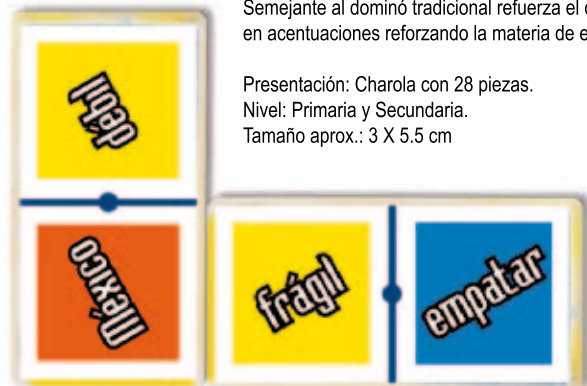 Semejante al dominó tradicional refuerza el
en acentuaciones reforzando la materia de
Presentación: Charola con 28 piezas.
Nivel: Primaria y Secundaria.
Tamaño aprox.: 3 X 5.5 cm
débil
México
frágil
empatar